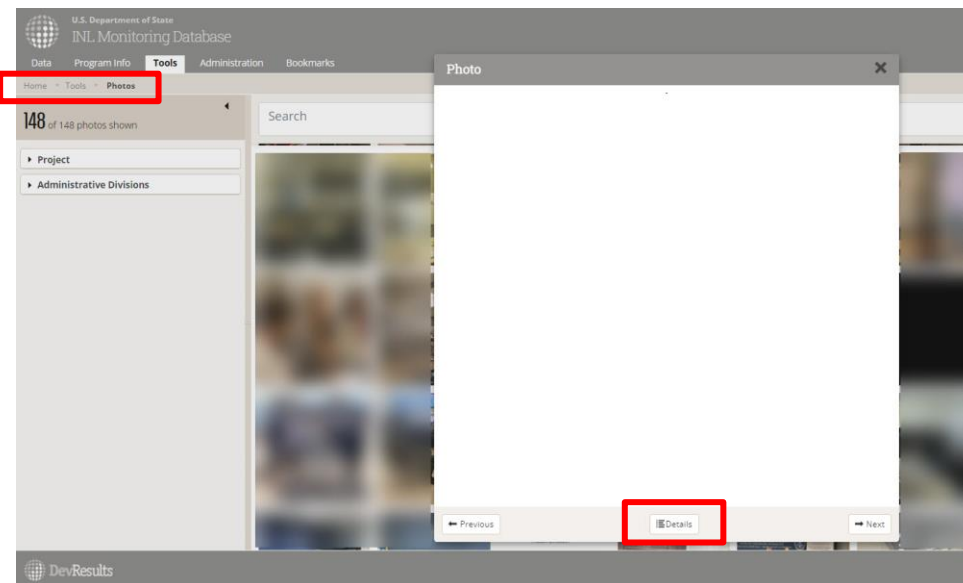 U.S. Department of State
INL Monitoring Database
Data Program Info Tools Administration Bookmarks
Home Tools Photos
148 of 148 photos shown
Project
Administrative Divisions
Search
Photo
Previous Details Next
DevResults